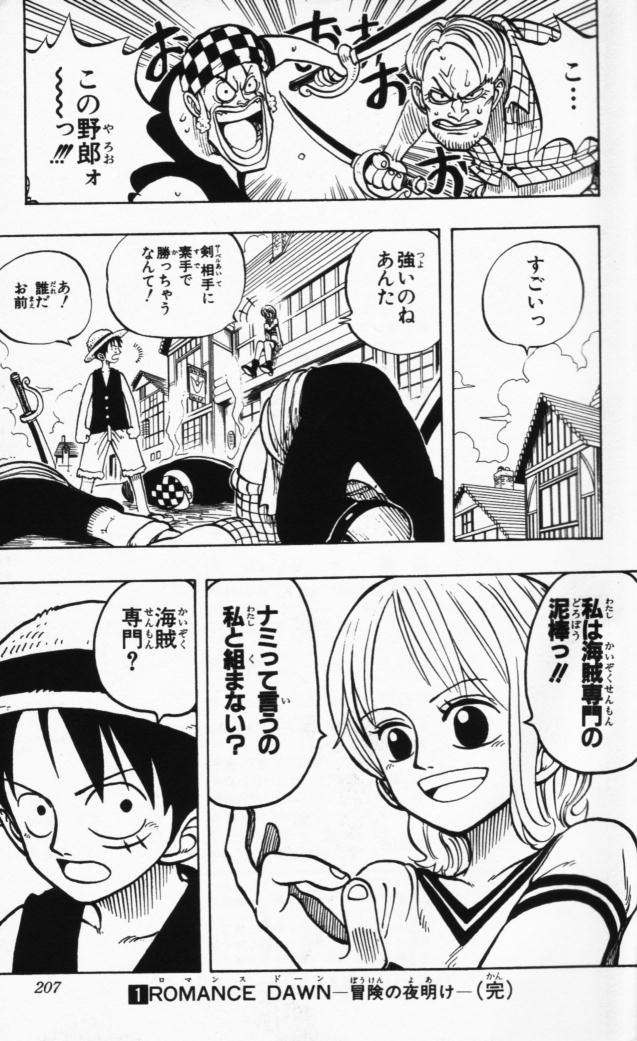 こ…
お
お
お
お
この野郎ォ
〜〜〜っ!!!
すごいっ
強いのね
あんた
剣相手に
素手で
勝っちゃう
なんて!
あ!
誰だ
お前
私は海賊専門の
泥棒っ!!
ナミって言うの
私と組まない?
海賊
専門?
207
1 ROMANCE DAWN—冒険の夜明け—(完)